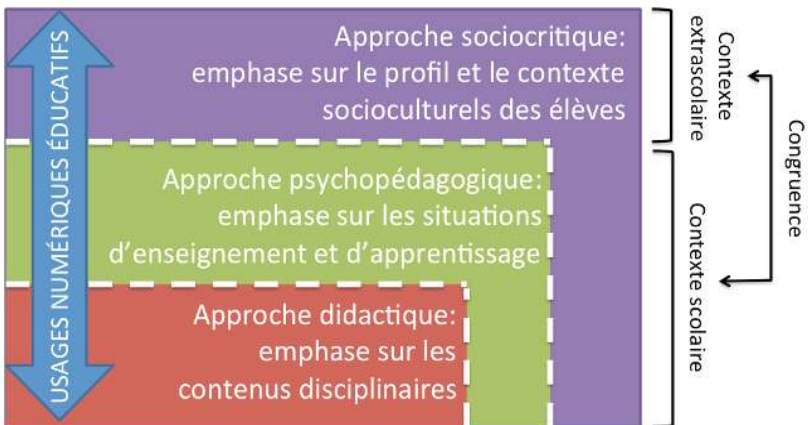 USAGES NUMÉRIQUES ÉDUCATIFS
Approche sociocritique:
emphase sur le profil et le contexte
socioculturels des élèves
Approche psychopédagogique:
emphase sur les situations
d’enseignement et d’apprentissage
Approche didactique:
emphase sur les
contenus disciplinaires
Contexte
extrascolaire
Contexte scolaire
Congruence